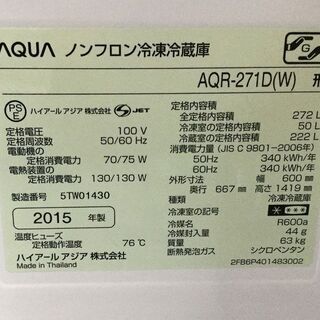 AQUA ノンフロン冷凍冷蔵庫
AQR-271D(W) 形
PS E
ハイアール アジア 株式会社 JET
定格電圧 100 V
定格周波数 50/60 Hz
電動機の
定格消費電力 70/75 W
電熱装置の
定格消費電力 130/130 W
製造番号 5TW01430
2015 年製
温度ヒューズ
定格動作温度 76℃
ハイアール アジア 株式会社
Made in Thailand
定格内容積
全定格内容積 272 L
冷凍室の定格内容積 50 L
冷蔵室の定格内容積 222 L
消費電力量 (JIS C 9801-2006年)
50Hz 340 kWh/年
60Hz 340 kWh/年
外形寸法 幅 600 mm
奥行 667 mm 高さ 1419 mm
冷凍室の記号
冷媒 R600a
冷媒封入量 44 g
質量 63 kg
断熱発泡ガス シクロペンタン
2FB6P401483002